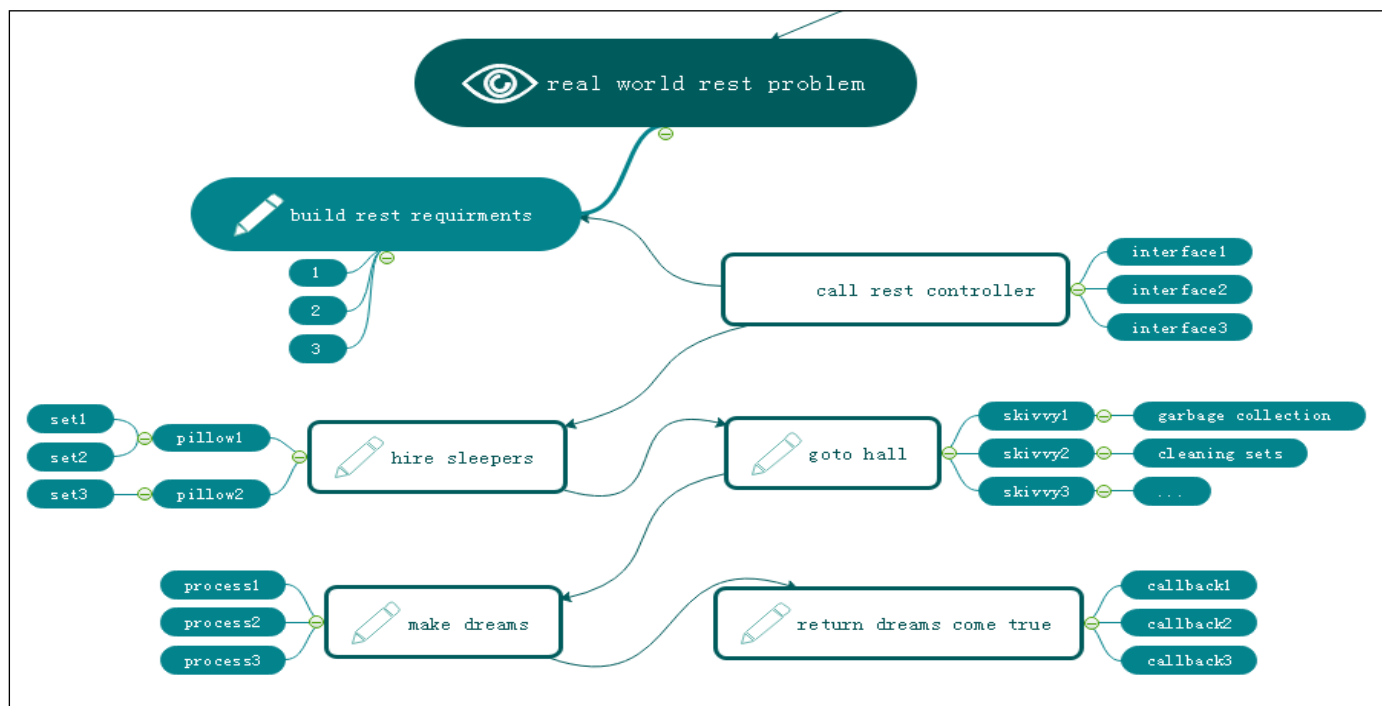 real world rest problem
build rest requirments
1
2
3
call rest controller
interface1
interface2
interface3
set1
set2
set3
pillow1
pillow2
hire sleepers
goto hall
skivvy1
garbage collection
skivvy2
cleaning sets
skivvy3
...
process1
process2
process3
make dreams
return dreams come true
callback1
callback2
callback3